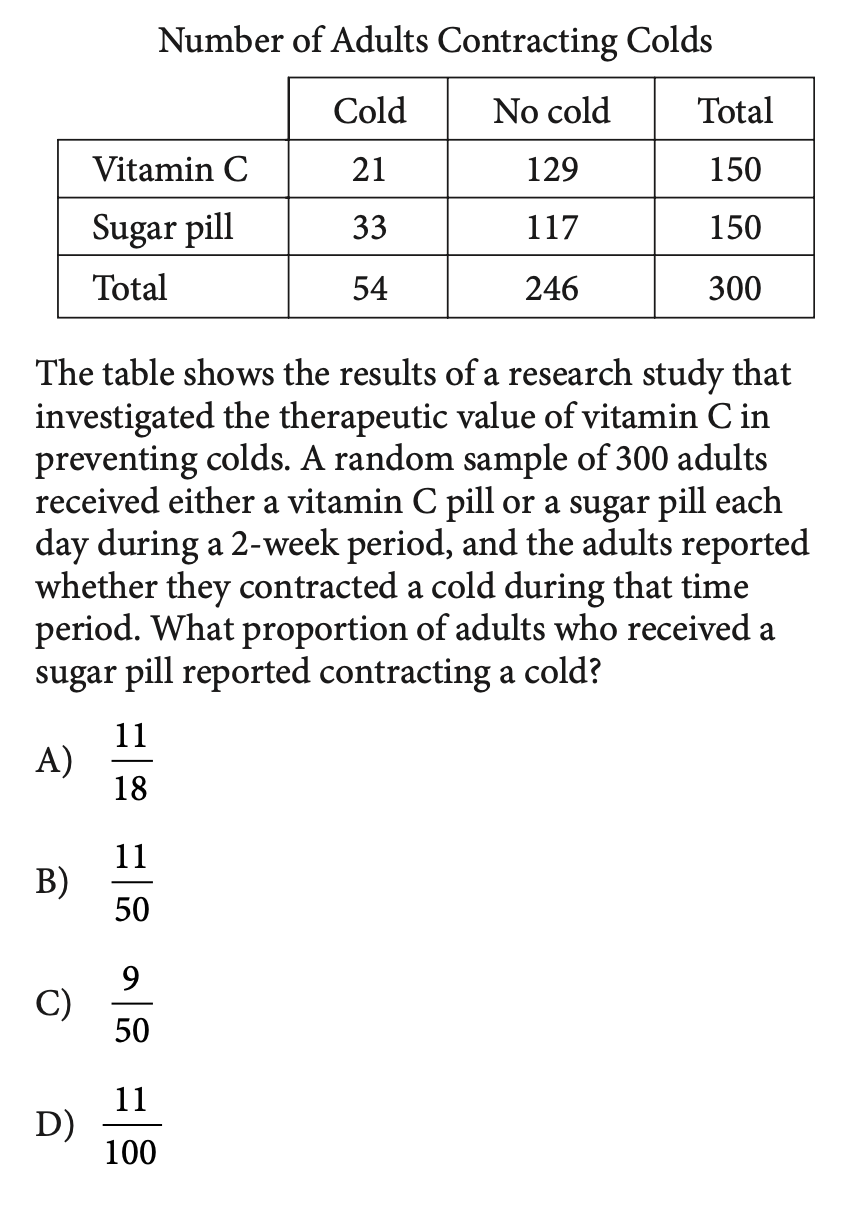 Number of Adults Contracting Colds
Cold No cold Total
Vitamin C 21 129 150
Sugar pill 33 117 150
Total 54 246 300
The table shows the results of a research study that
investigated the therapeutic value of vitamin C in
preventing colds. A random sample of 300 adults
received either a vitamin C pill or a sugar pill each
day during a 2-week period, and the adults reported
whether they contracted a cold during that time
period. What proportion of adults who received a
sugar pill reported contracting a cold?
A) 11/18
B) 11/50
C) 9/50
D) 11/100